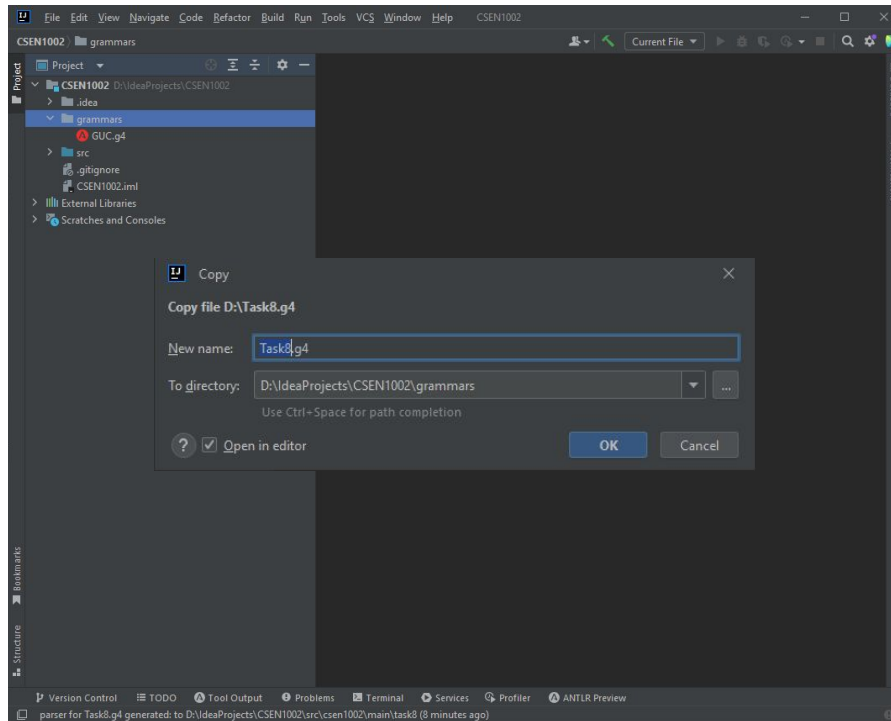 File Edit View Navigate Code Refactor Build Run Tools VCS Window Help CSEN1002
CSEN1002 grammars Current File
Project
Project
CSEN1002 D:\IdeaProjects\CSEN1002
.idea
grammars
GUC.g4
src
.gitignore
CSEN1002.iml
External Libraries
Scratches and Consoles
IJ Copy
Copy file D:\Task8.g4
New name: Task8.g4
To directory: D:\IdeaProjects\CSEN1002\grammars
...
Use Ctrl+Space for path completion
? Open in editor OK Cancel
Bookmarks
Structure
Version Control TODO Tool Output Problems Terminal Services Profiler ANTLR Preview
parser for Task8.g4 generated: to D:\IdeaProjects\CSEN1002\src\csen1002\main\task8 (8 minutes ago)